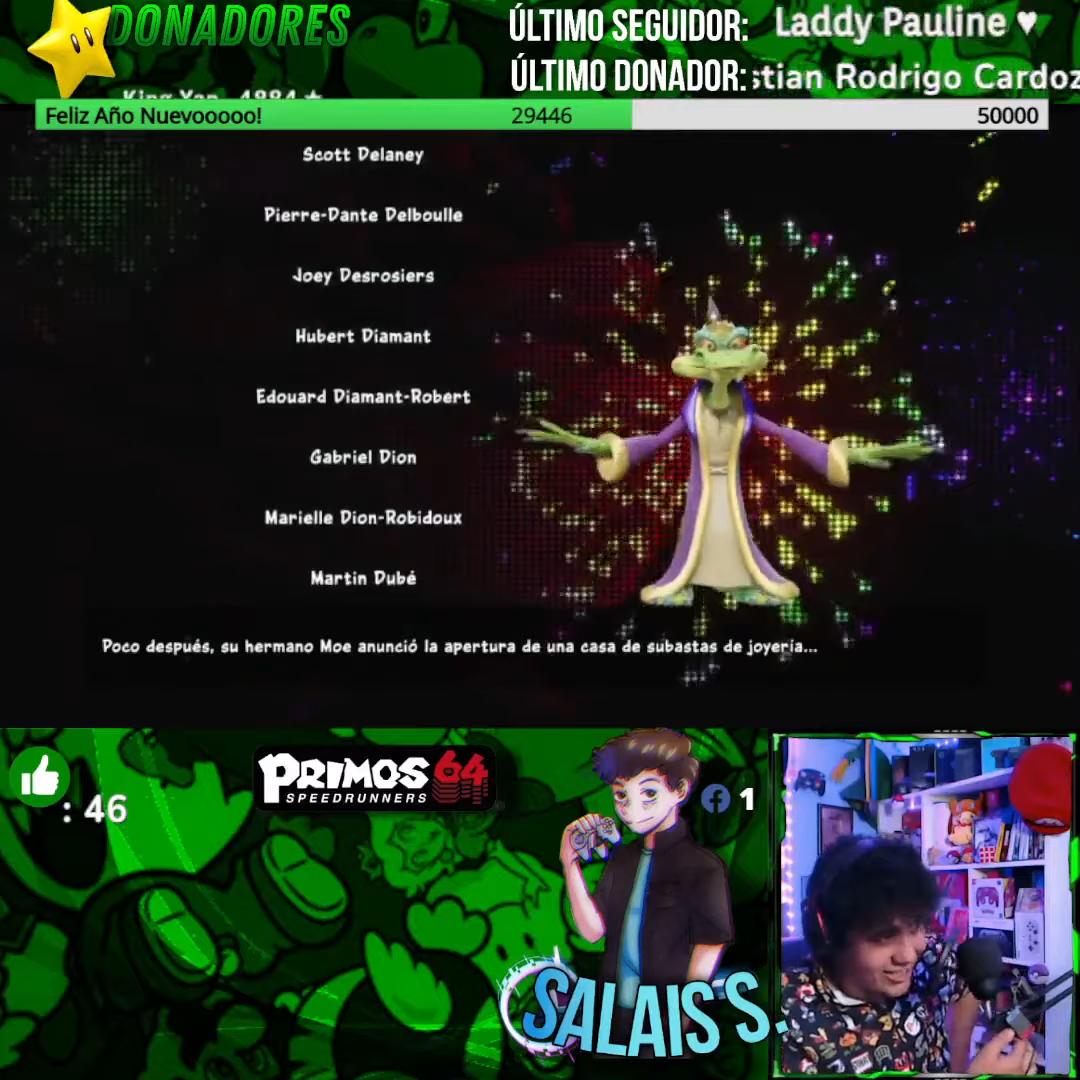 DONADORES
ÚLTIMO SEGUIDOR: Laddy Pauline ♥
ÚLTIMO DONADOR: stian Rodrigo Cardoz
Feliz Año Nuevooooo! 29446 50000
Scott Delaney
Pierre-Dante Delboulle
Joey Desrosiers
Hubert Diamant
Edouard Diamant-Robert
Gabriel Dion
Marielle Dion-Robidoux
Martin Dubé
Poco después, su hermano Moe anunció la apertura de una casa de subastas de joyería...
: 46
PRIMOS 64
SPEEDRUNNERS
1
SALAIS'S.